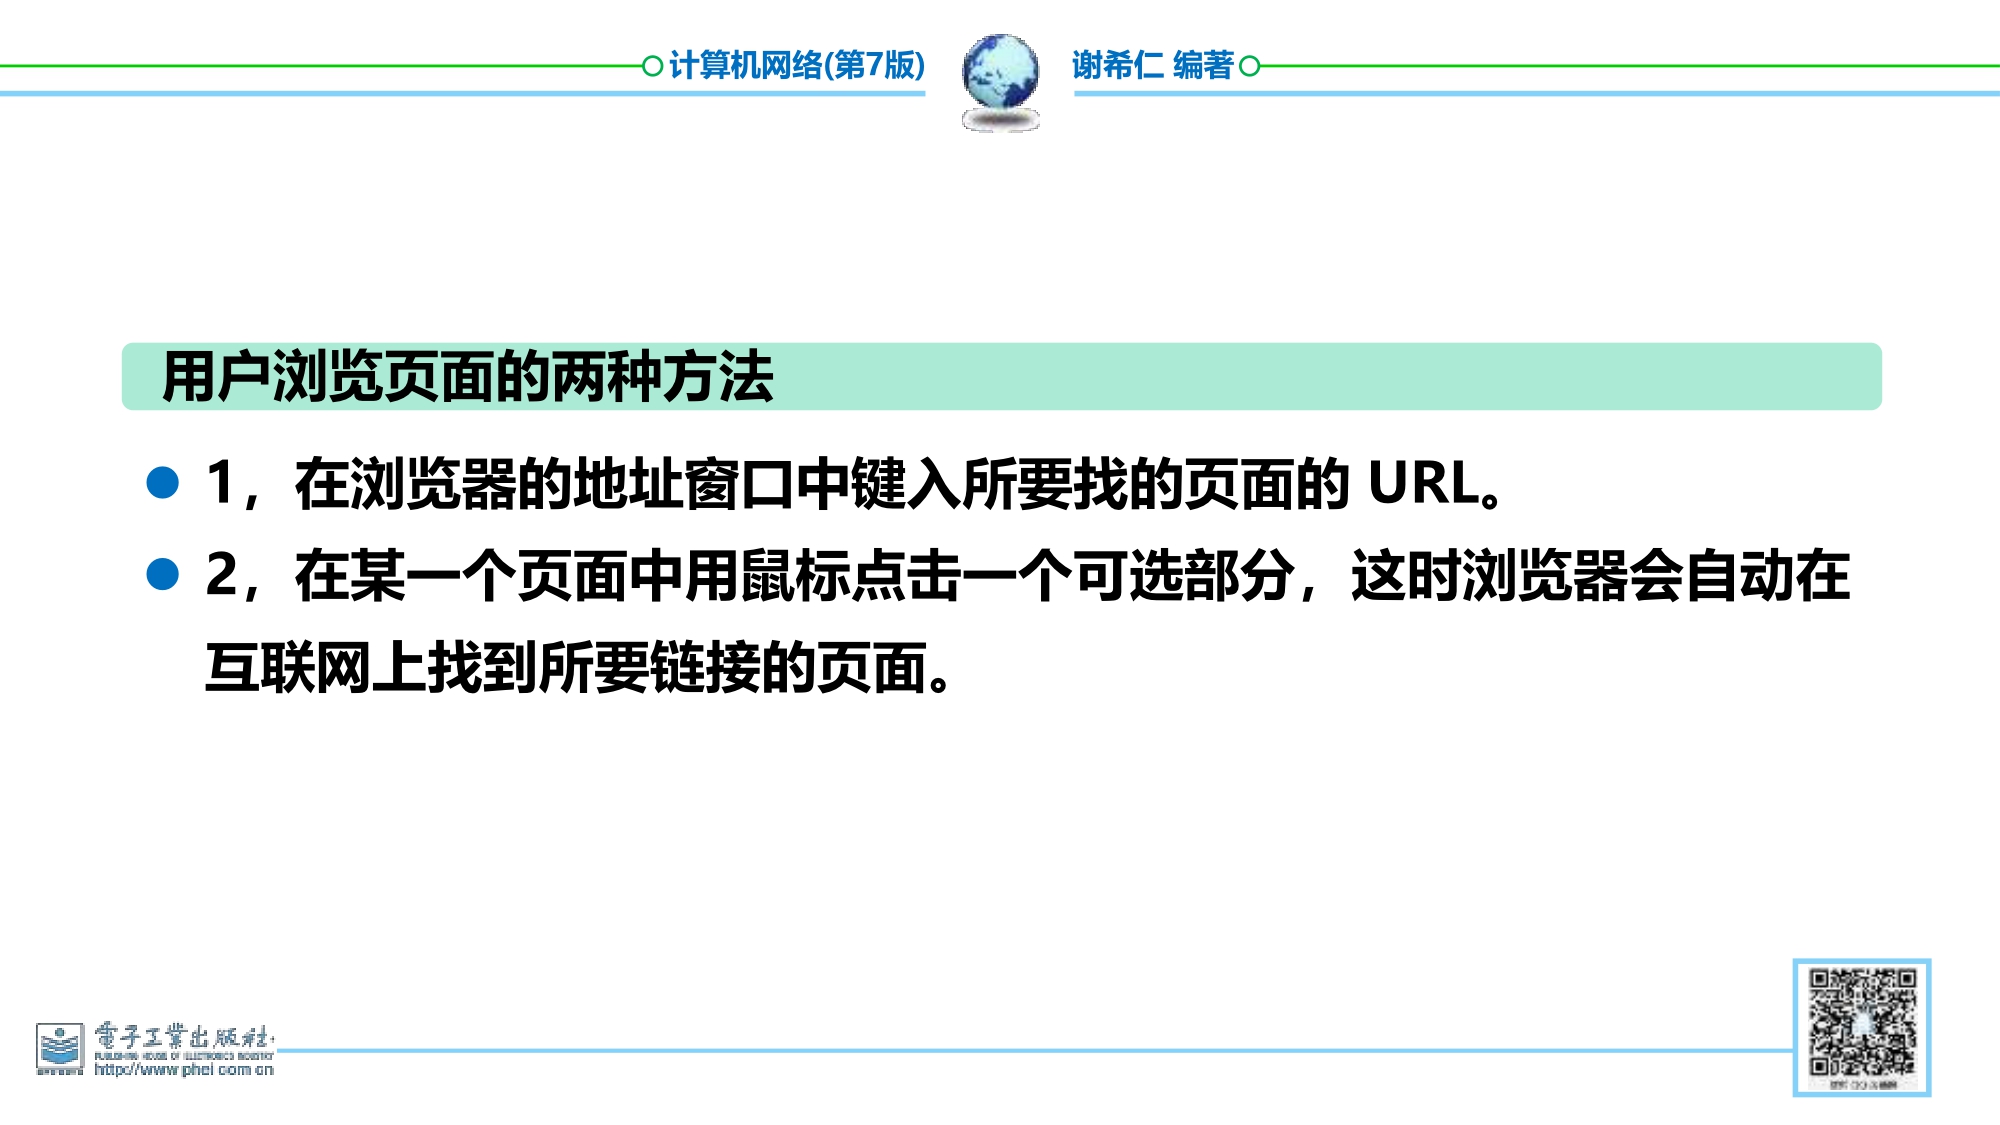 计算机网络(第7版)
谢希仁 编著
用户浏览页面的两种方法
1，在浏览器的地址窗口中键入所要找的页面的 URL。
2，在某一个页面中用鼠标点击一个可选部分，这时浏览器会自动在
互联网上找到所要链接的页面。
電子工業出版社
PUBLISHING HOUSE OF ELECTRONICS INDUSTRY
http://www.phei.com.cn